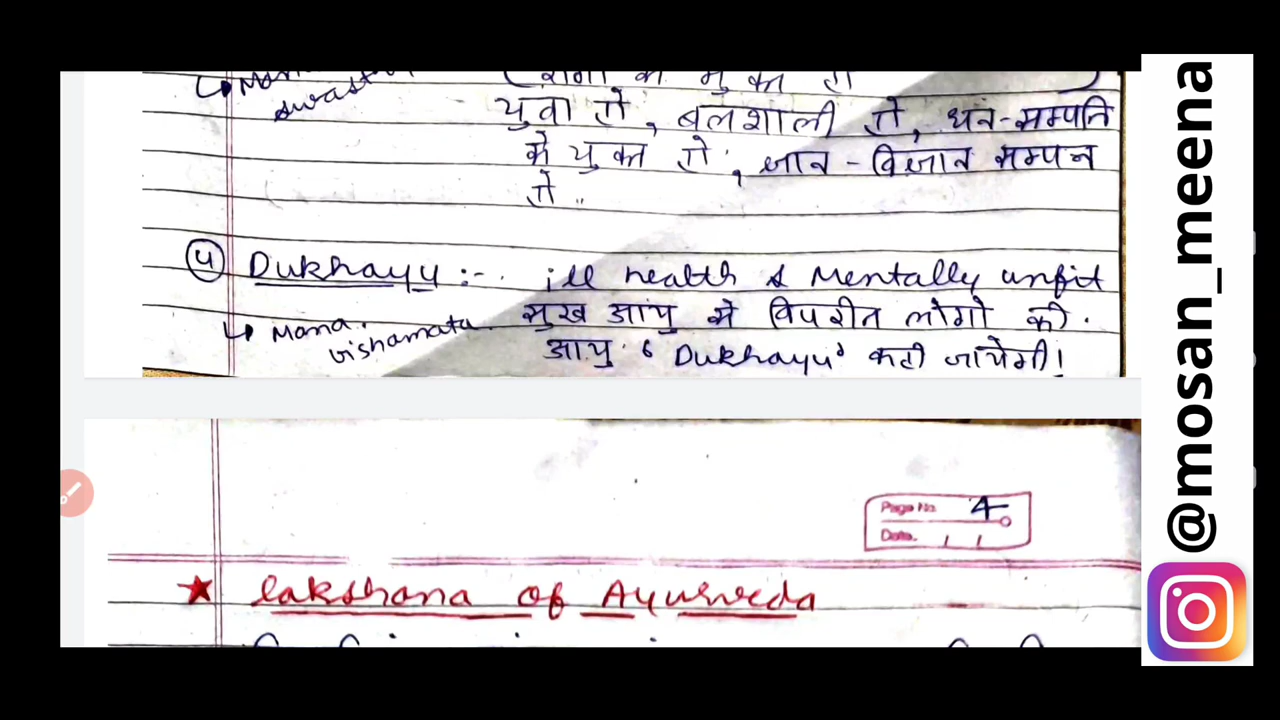 युवा हो, बलशाली हो, धन-सम्पति
से युक्त हो, ज्ञान-विज्ञान सम्पन
हो ..
४ Dukhayu :- ill health & Mentally unfit
↳ Mana vishamata सुख आयु से विपरीत लोगो की
आयु 'Dukhayu' कही जायेगी!
Page No. 4
Date. / /
★ lakshana of Ayurveda
@mosan_meena